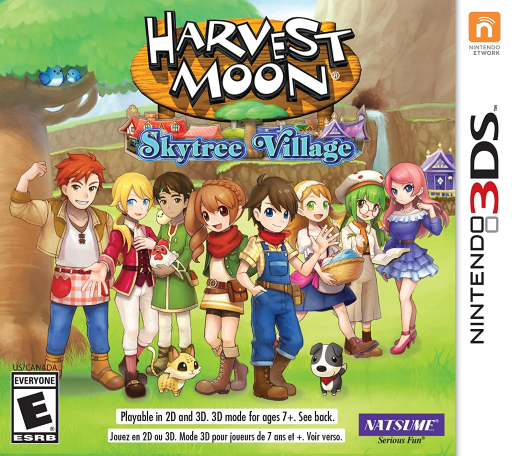 HARVEST
MOON®
Skytree Village
NINTENDO
NETWORK
NINTENDO 3DS™
US/CANADA
EVERYONE
E
ESRB
Playable in 2D and 3D. 3D mode for ages 7+. See back.
Jouez en 2D ou 3D. Mode 3D pour joueurs de 7 ans et +. Voir verso.
NATSUME®
Serious Fun®